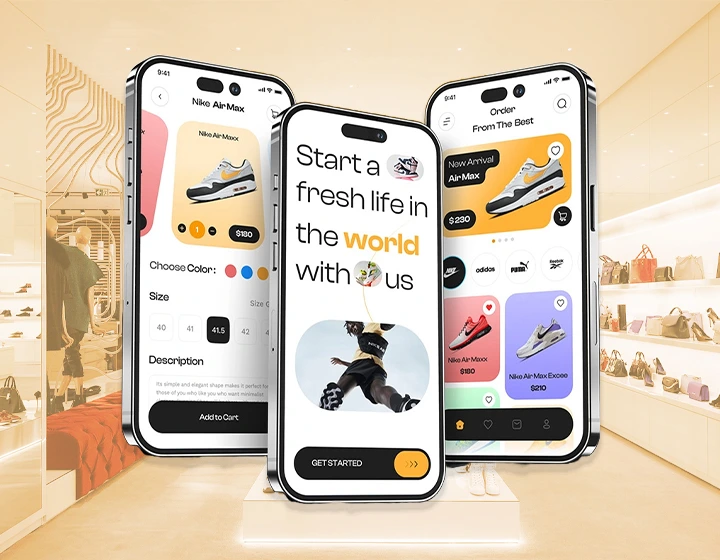 9:41
Nike Air Max
Nike Air Maxx
1
$180
Choose Color :
Size
Size
40
41
41.5
42
Description
Its simple and elegant shape makes it perfect
those of you who like you who want minimalist
Add to Cart
Start a
fresh life in
the world
with us
GET STARTED
9:41
Order
From The Best
New Arrival
Air Max
$ 230
adidas
PUMA
Reebok
Nike Air Maxx
$180
Nike Air Max Excee
$210